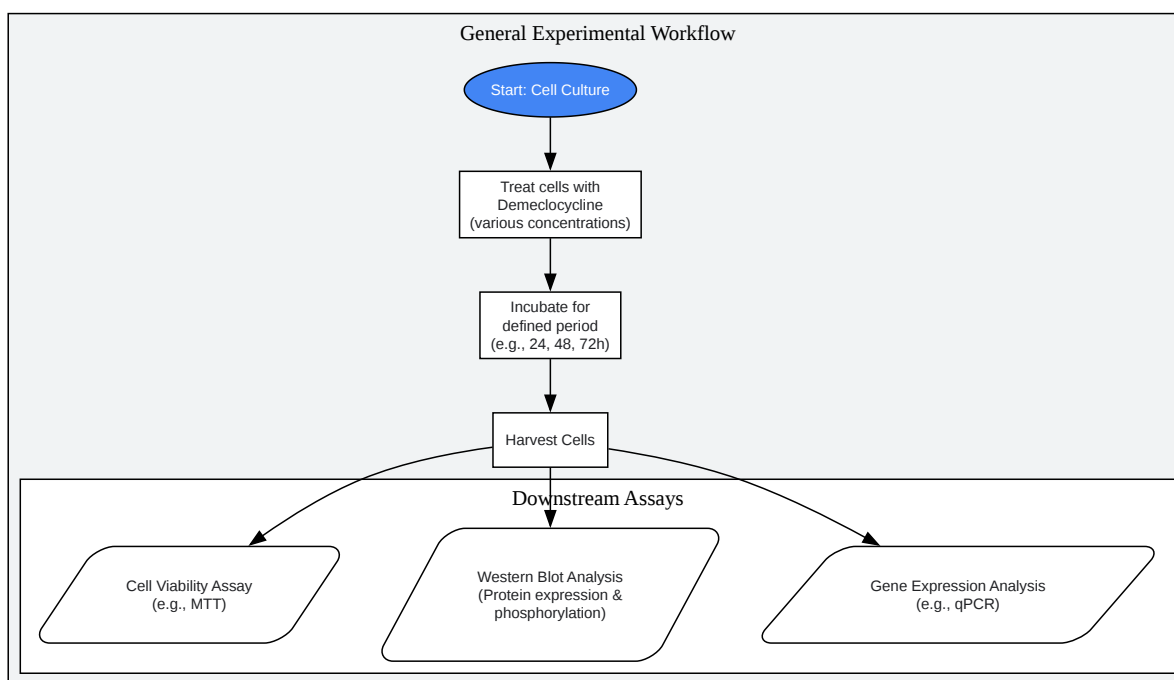 General Experimental Workflow
Start: Cell Culture
Treat cells with
Demeclocycline
(various concentrations)
Incubate for
defined period
(e.g., 24, 48, 72h)
Harvest Cells
Downstream Assays
Cell Viability Assay
(e.g., MTT)
Western Blot Analysis
(Protein expression &
phosphorylation)
Gene Expression Analysis
(e.g., qPCR)